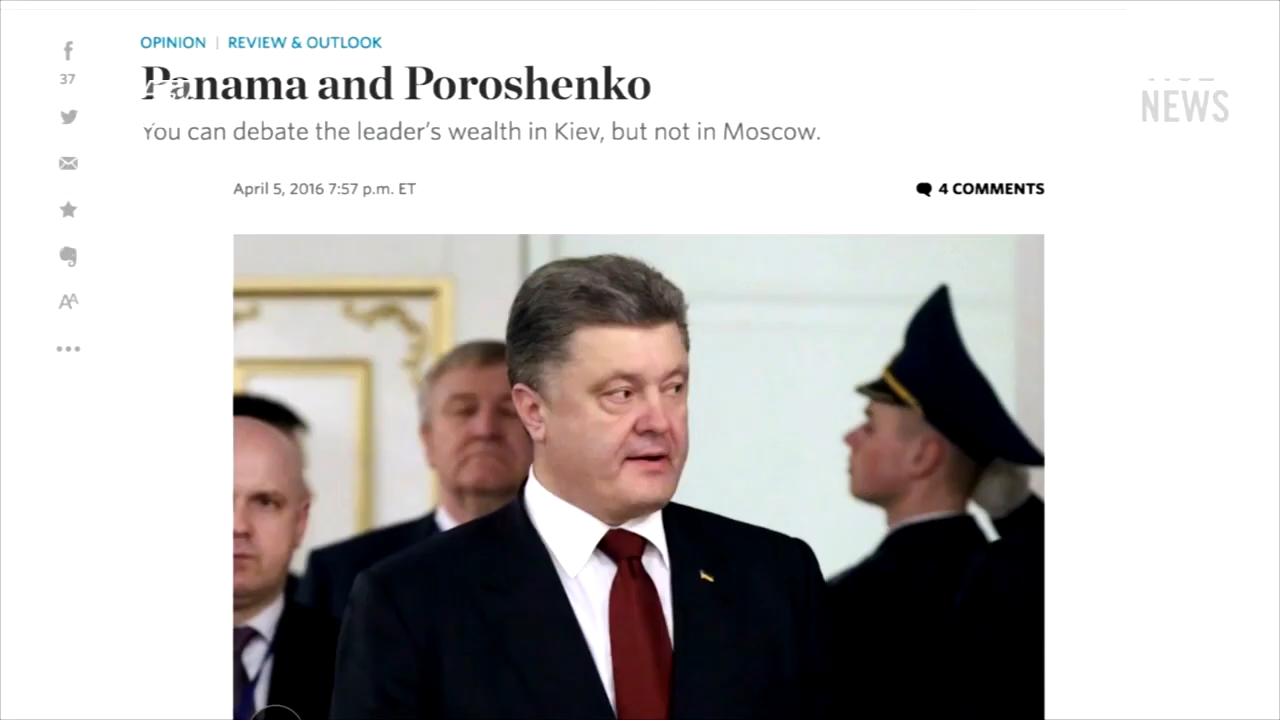 OPINION | REVIEW & OUTLOOK
Panama and Poroshenko
You can debate the leader's wealth in Kiev, but not in Moscow.
37
April 5, 2016 7:57 p.m. ET
4 COMMENTS
AA
NEWS